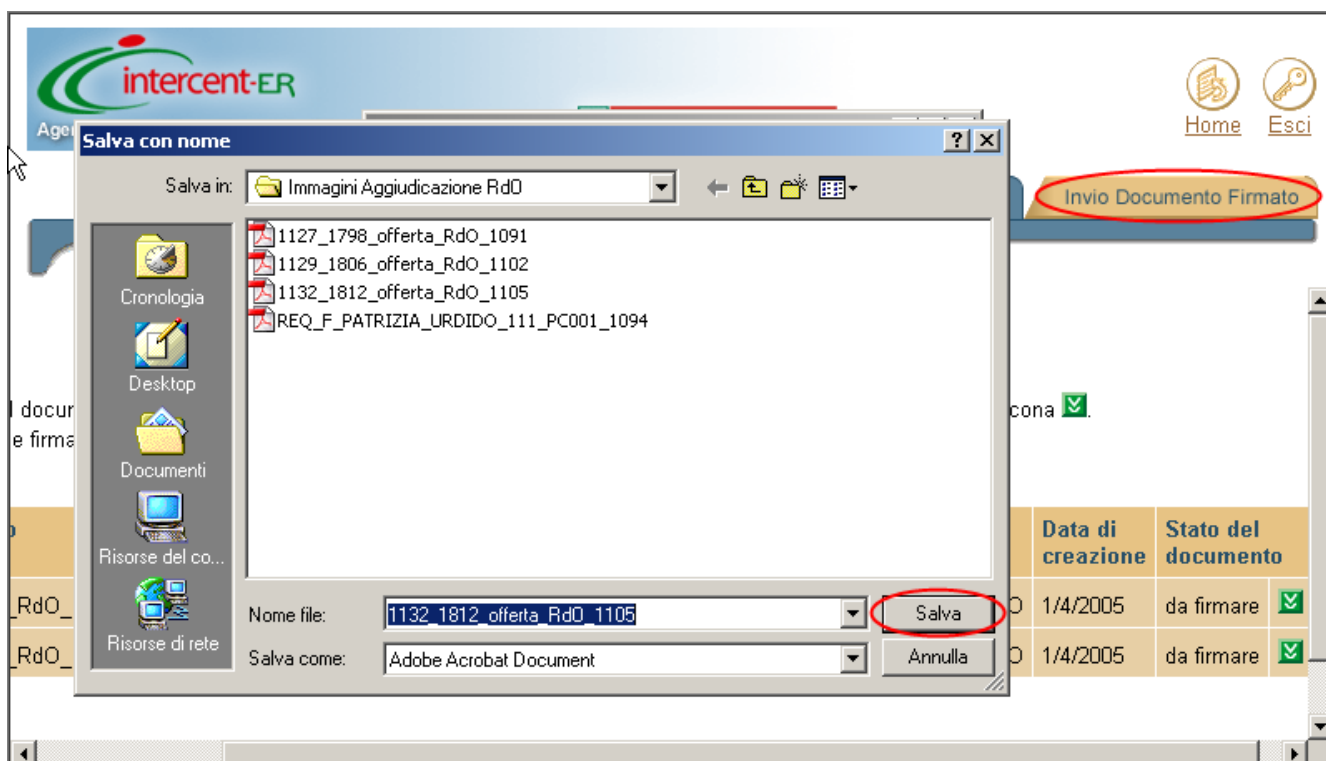 intercent-ER
Home
Esci
Salva con nome
Salva in:
Immagini Aggiudicazione RdO
Invio Documento Firmato
1127_1798_offerta_RdO_1091
1129_1806_offerta_RdO_1102
1132_1812_offerta_RdO_1105
REQ_F_PATRIZIA_URDIDO_111_PC001_1094
Cronologia
Desktop
Documenti
Risorse del co...
Risorse di rete
cona
e firma
Data di creazione
Stato del documento
_RdO_
1/4/2005
da firmare
_RdO_
1/4/2005
da firmare
Nome file:
1132_1812_offerta_RdO_1105
Salva
Salva come:
Adobe Acrobat Document
Annulla